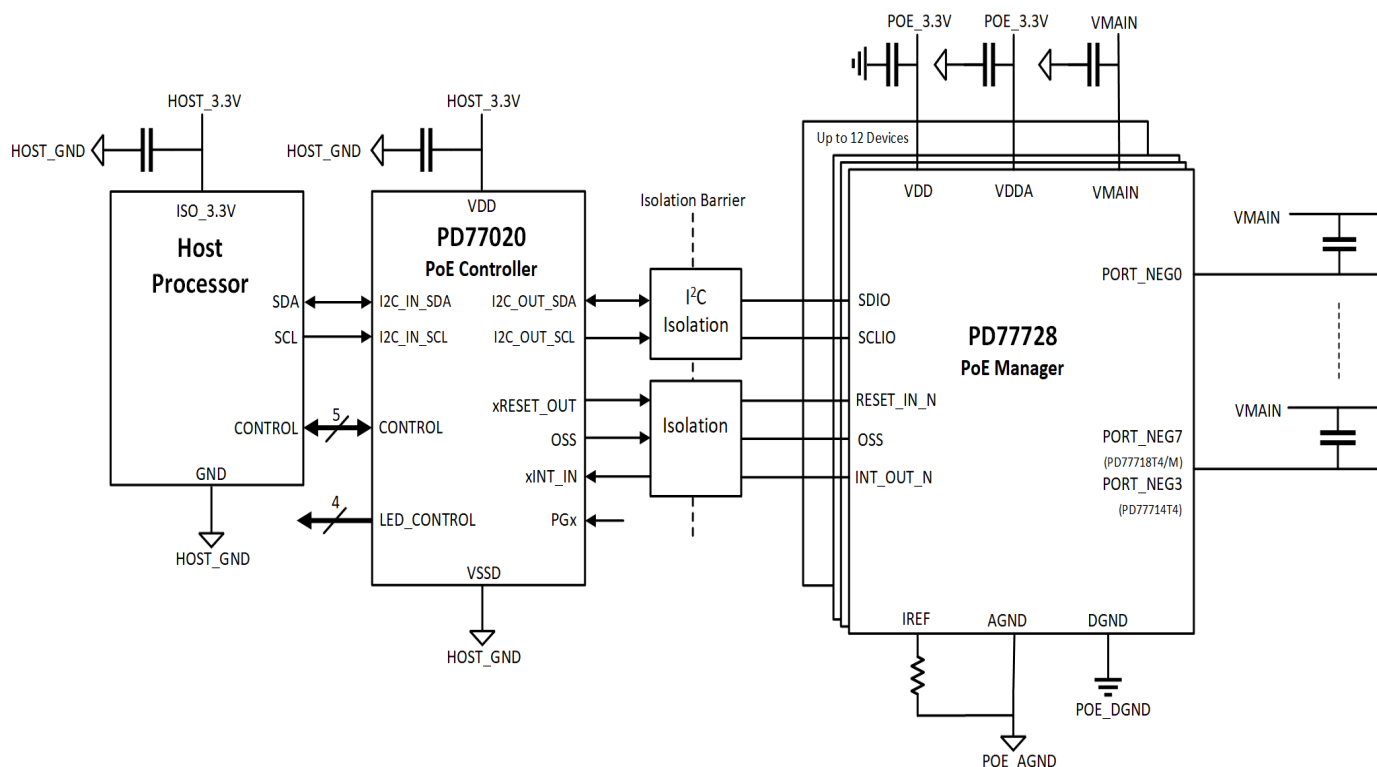 POE_3.3V
POE_3.3V
VMAIN
HOST_3.3V
HOST_GND
HOST_3.3V
HOST_GND
Up to 12 Devices
ISO_3.3V
Host
Processor
SDA
SCL
CONTROL
GND
HOST_GND
5
4
VDD
PD77020
PoE Controller
I2C_IN_SDA
I2C_IN_SCL
CONTROL
LED_CONTROL
I2C_OUT_SDA
I2C_OUT_SCL
xRESET_OUT
OSS
xINT_IN
PGx
VSSD
HOST_GND
Isolation Barrier
I²C
Isolation
Isolation
VDD
VDDA
VMAIN
SDIO
SCLIO
PD77728
PoE Manager
RESET_IN_N
OSS
INT_OUT_N
PORT_NEG0
PORT_NEG7
(PD77718T4/M)
PORT_NEG3
(PD77714T4)
IREF
AGND
DGND
POE_DGND
POE_AGND
VMAIN
VMAIN